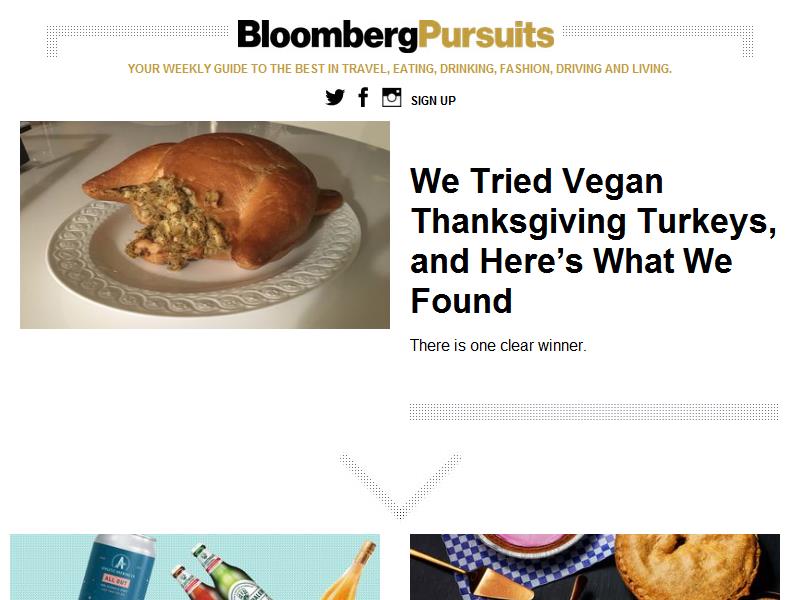 BloombergPursuits
YOUR WEEKLY GUIDE TO THE BEST IN TRAVEL, EATING, DRINKING, FASHION, DRIVING AND LIVING.
SIGN UP
We Tried Vegan
Thanksgiving Turkeys,
and Here’s What We
Found
There is one clear winner.
ALL OUT